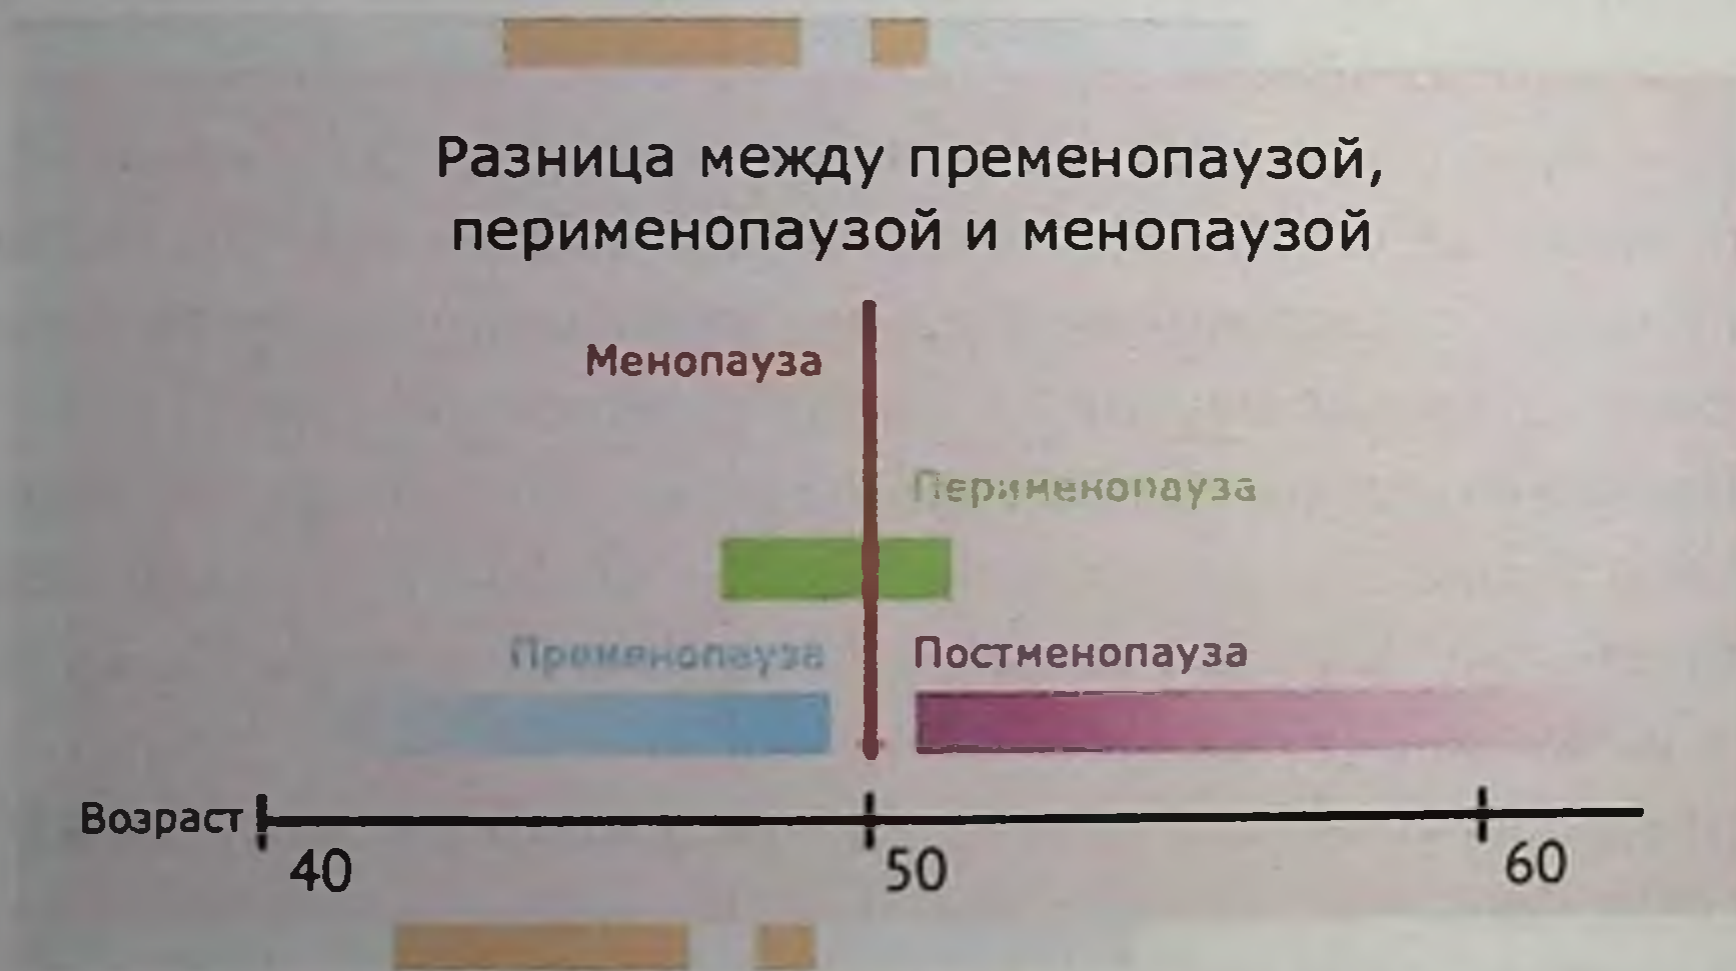 Разница между пременопаузой,
перименопаузой и менопаузой
Менопауза
Перименопауза
Пременопауза
Постменопауза
Возраст
40
50
60